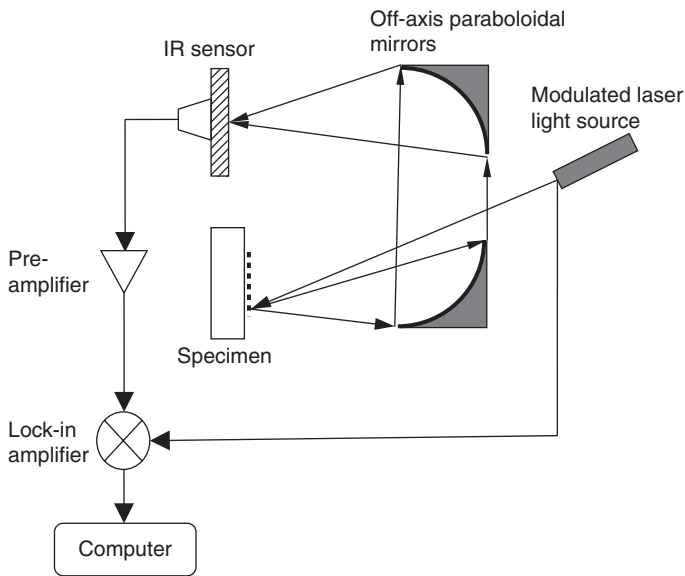 Off-axis paraboloidal
mirrors
IR sensor
Modulated laser
light source
Pre-
amplifier
Specimen
Lock-in
amplifier
Computer